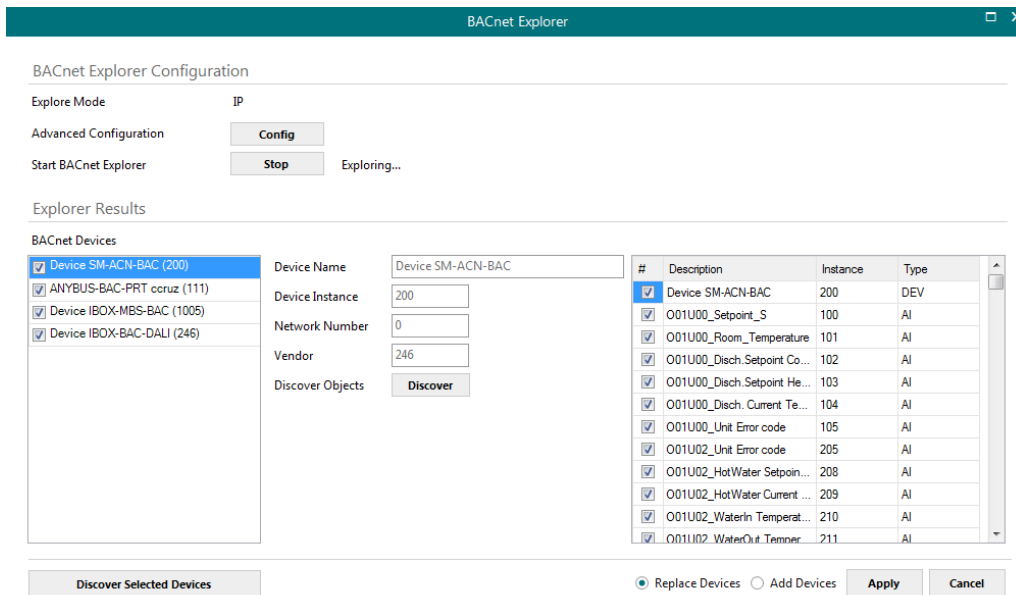 BACnet Explorer
BACnet Explorer Configuration
Explore Mode IP
Advanced Configuration Config
Start BACnet Explorer Stop Exploring...
Explorer Results
BACnet Devices
Device SM-ACN-BAC (200)
ANYBUS-BAC-PRT ccruz (111)
Device IBOX-MBS-BAC (1005)
Device IBOX-BAC-DALI (246)
Device Name Device SM-ACN-BAC
Device Instance 200
Network Number 0
Vendor 246
Discover Objects Discover
# Description Instance Type
Device SM-ACN-BAC 200 DEV
O01U00_Setpoint_S 100 AI
O01U00_Room_Temperature 101 AI
O01U00_Disch.Setpoint Co... 102 AI
O01U00_Disch.Setpoint He... 103 AI
O01U00_Disch. Current Te... 104 AI
O01U00_Unit Error code 105 AI
O01U02_Unit Error code 205 AI
O01U02_HotWater Setpoin... 208 AI
O01U02_HotWater Current ... 209 AI
O01U02_WaterIn Temperat... 210 AI
O01U02_WaterOut Temper... 211 AI
Discover Selected Devices
Replace Devices Add Devices Apply Cancel